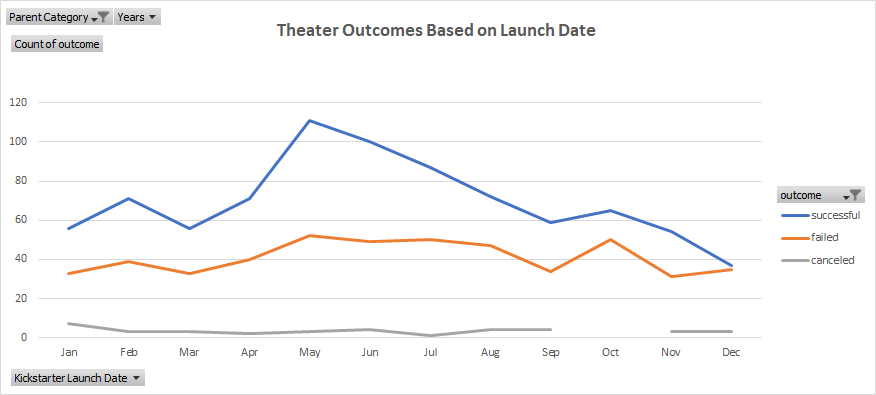 Parent Category Years
Theater Outcomes Based on Launch Date
Count of outcome
120
100
80
60
40
20
0
Jan Feb Mar Apr May Jun Jul Aug Sep Oct Nov Dec
outcome
successful
failed
canceled
Kickstarter Launch Date